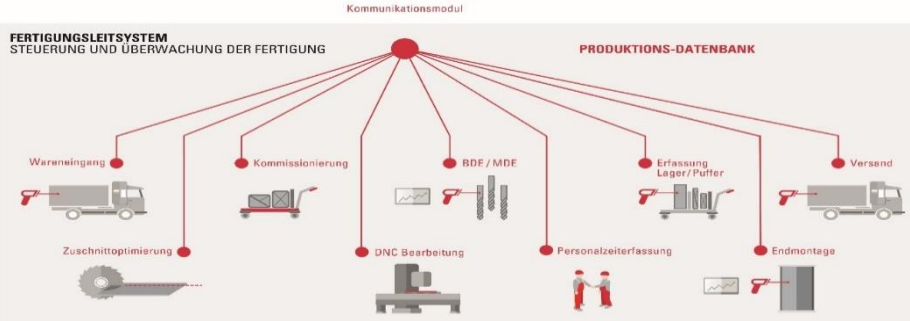 Kommunikationsmodul
FERTIGUNGSLEITSYSTEM
STEUERUNG UND ÜBERWACHUNG DER FERTIGUNG
PRODUKTIONS-DATENBANK
Wareneingang
Kommissionierung
BDE / MDE
Erfassung
Lager/Puffer
Versand
Zuschnittoptimierung
DNC Bearbeitung
Personalzeiterfassung
Endmontage